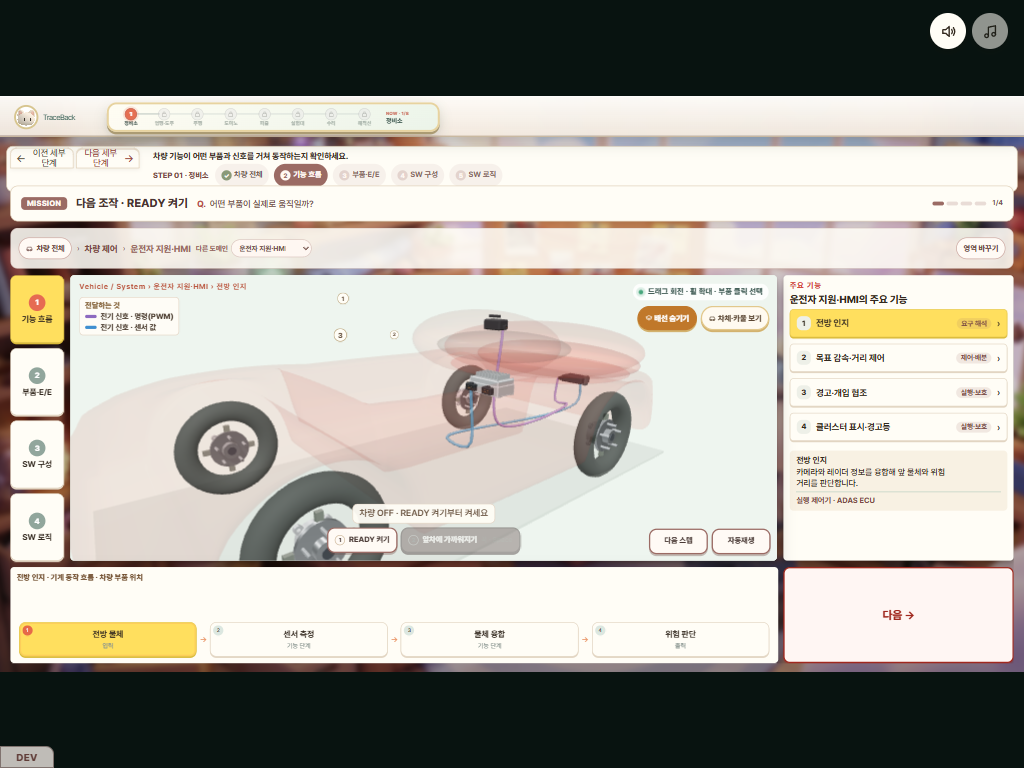 TraceBack
1
정비소
NOW · 1/8
정비소
← 이전 세부 단계
다음 세부 단계 →
차량 기능이 어떤 부품과 신호를 거쳐 동작하는지 확인하세요.
STEP 01 · 정비소
차량 전체
2 기능 흐름
3 부품·E/E
4 SW 구성
5 SW 로직
MISSION
다음 조작 · READY 켜기
Q. 어떤 부품이 실제로 움직일까?
1/4
차량 전체
› 차량 제어 › 운전자 지원·HMI
다른 도메인
운전자 지원·HMI
영역 바꾸기
1
기능 흐름
2
부품·E/E
3
SW 구성
4
SW 로직
Vehicle / System › 운전자 지원·HMI › 전방 인지
전달하는 것
전기 신호 · 명령(PWM)
전기 신호 · 센서 값
1
3
2
드래그 회전 · 휠 확대 · 부품 클릭 선택
배선 숨기기
차체·커물 보기
차량 OFF · READY 켜기부터 켜세요
1 READY 켜기
앞차에 가까워지기
다음 스텝
자동재생
주요 기능
운전자 지원·HMI의 주요 기능
1 전방 인지 요구 해석 ›
2 목표 감속·거리 제어 제어·배분 ›
3 경고·개입 협조 실행·보호 ›
4 클러스터 표시·경고등 실행·보호 ›
전방 인지
카메라와 레이더 정보를 융합해 앞 물체와 위험
거리를 판단합니다.
실행 제어기 · ADAS ECU
전방 인지 · 기계 동작 흐름 · 차량 부품 위치
1
전방 물체
입력
→
2
센서 측정
기능 단계
→
3
물체 융합
기능 단계
→
4
위험 판단
출력
다음 →
DEV